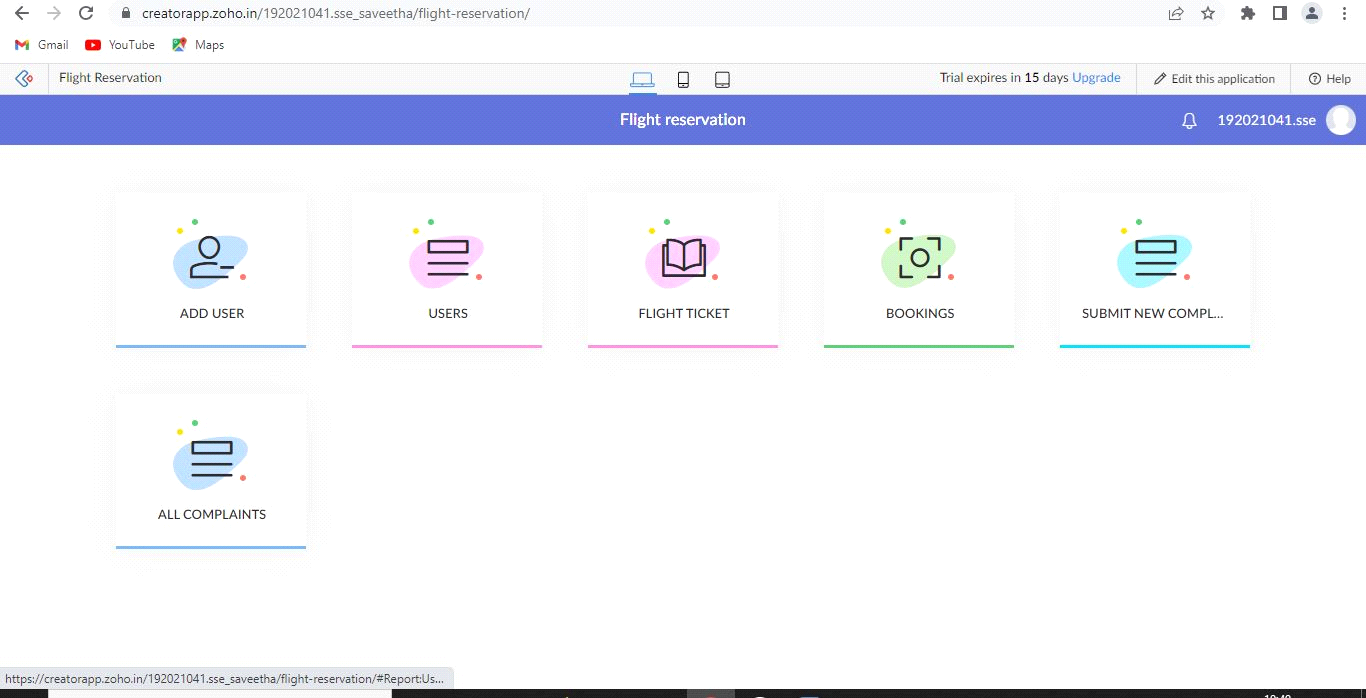 creatorapp.zoho.in/192021041.sse_saveetha/flight-reservation/
Gmail YouTube Maps
Flight Reservation Trial expires in 15 days Upgrade Edit this application Help
Flight reservation 192021041.sse
ADD USER USERS FLIGHT TICKET BOOKINGS SUBMIT NEW COMPL...
ALL COMPLAINTS
https://creatorapp.zoho.in/192021041.sse_saveetha/flight-reservation/#Report:Us...